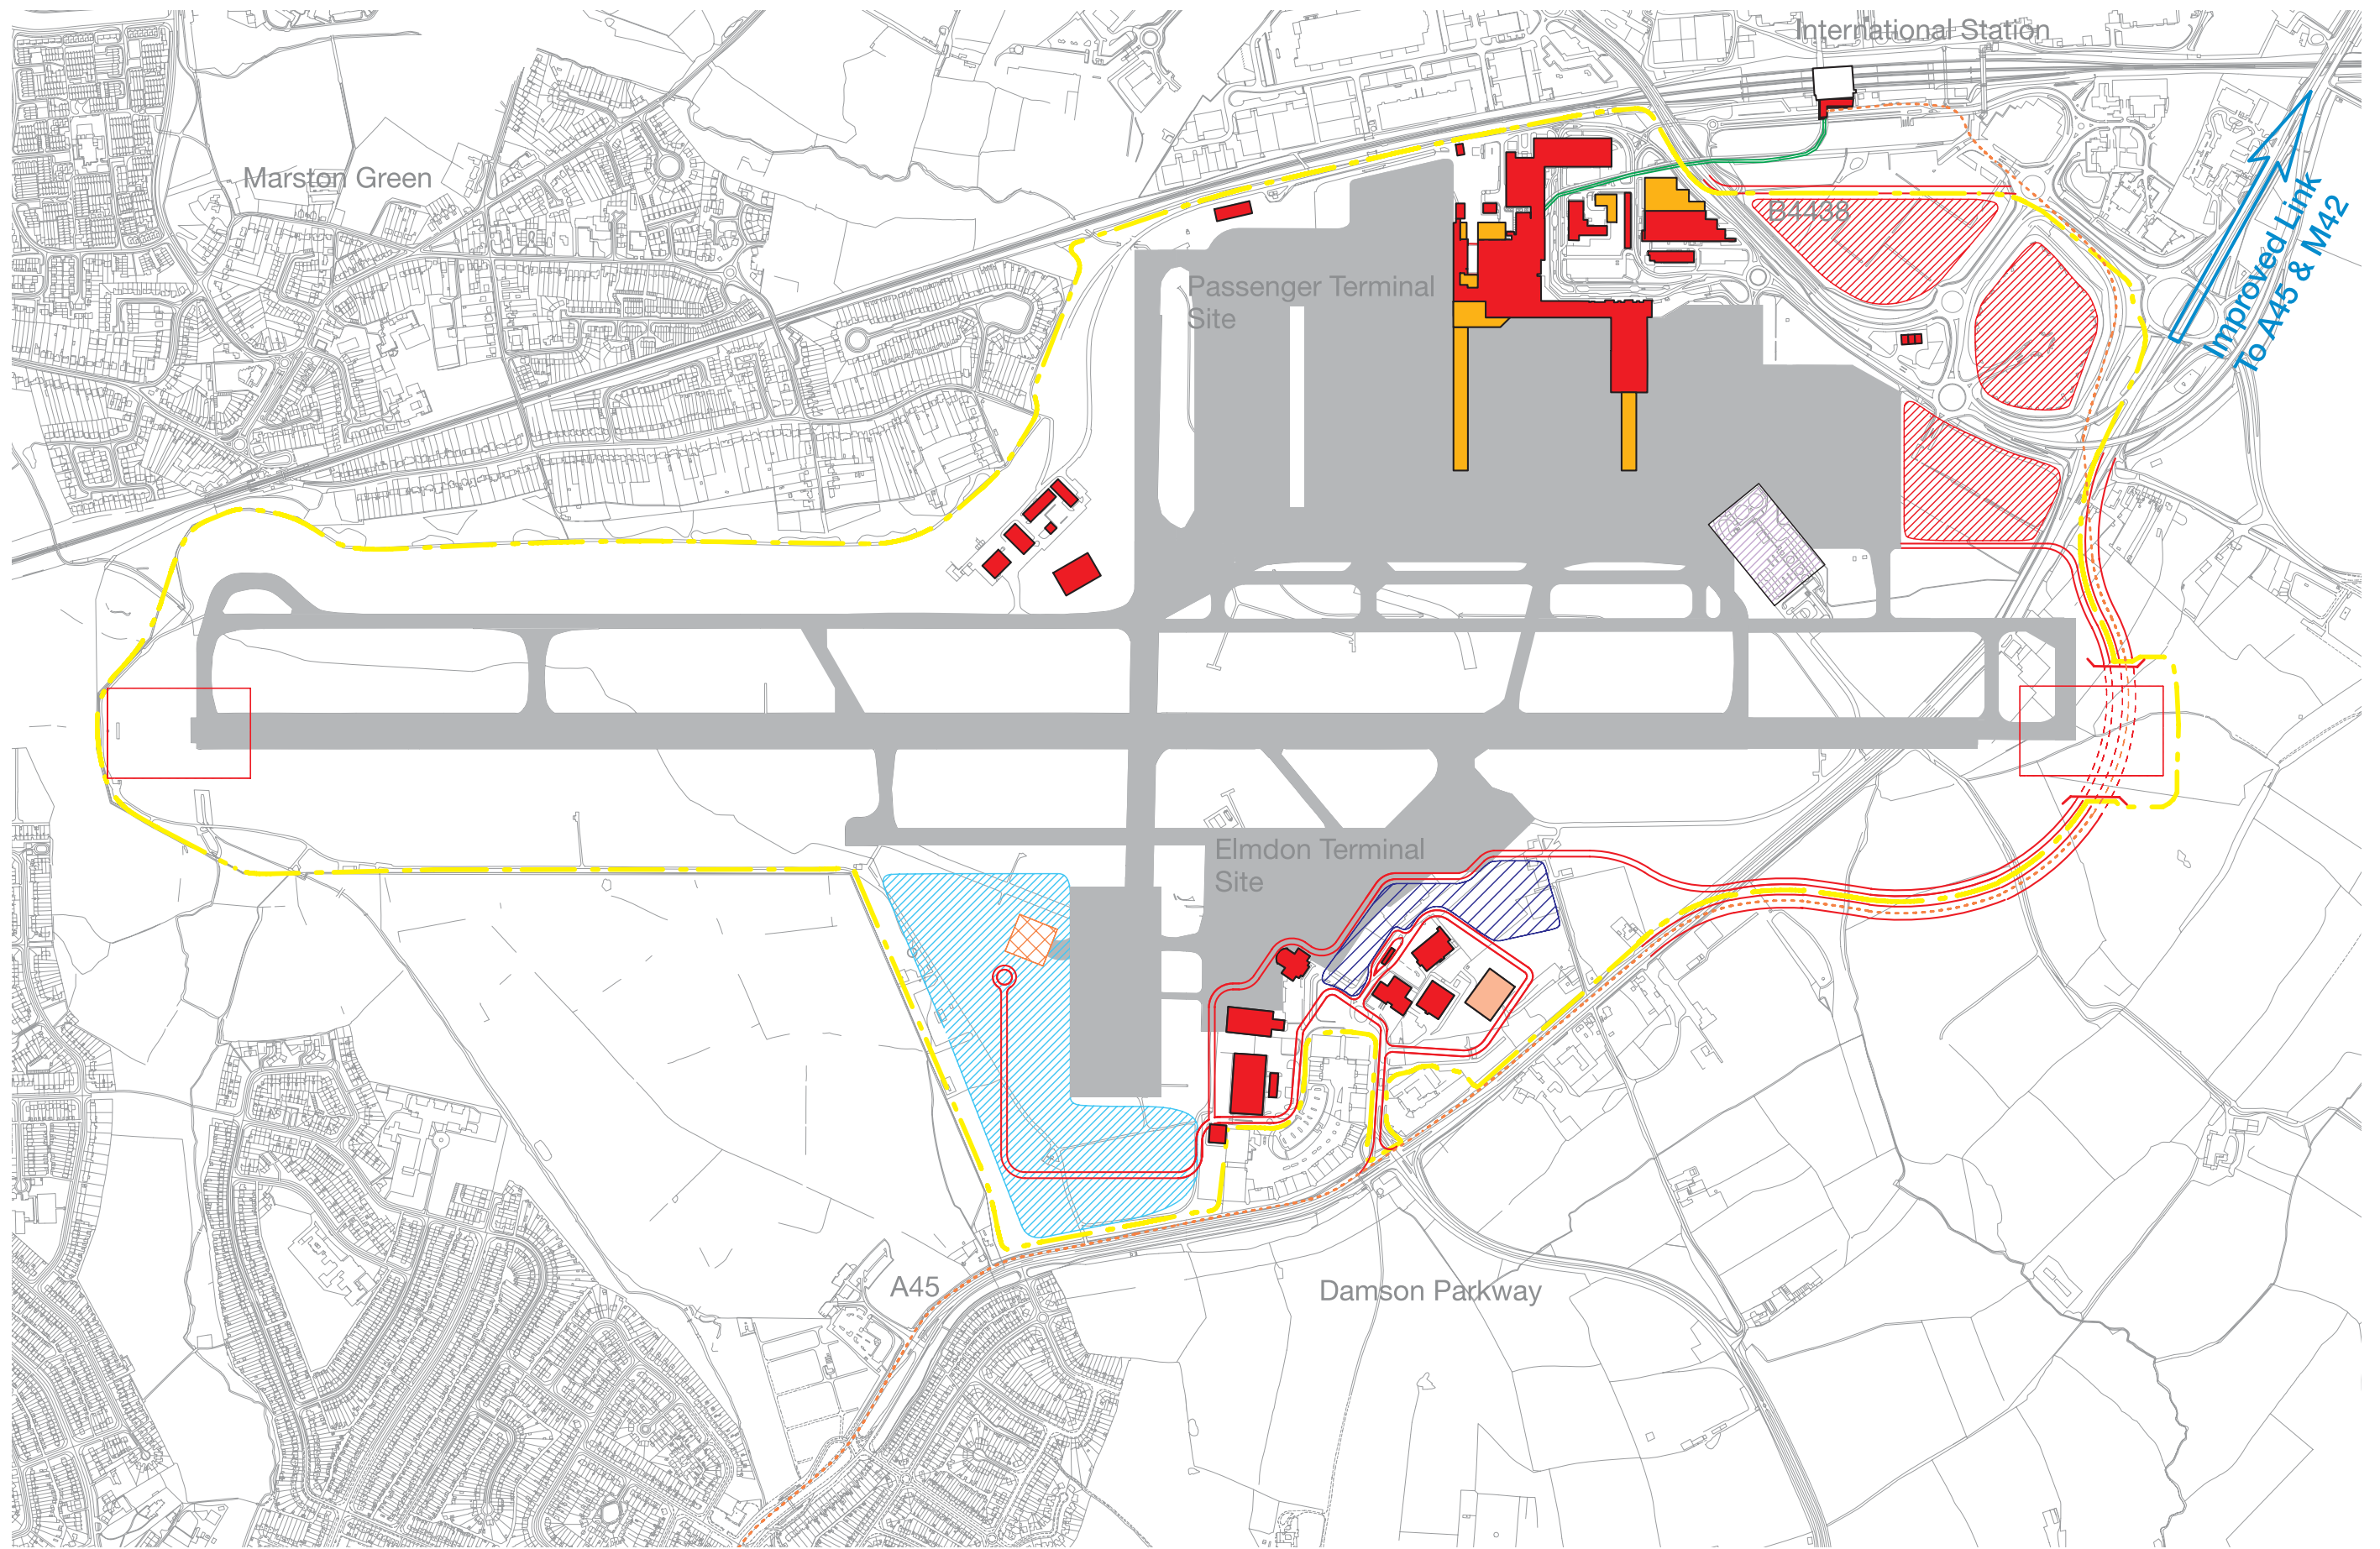 International Station
Marston Green
B4438
Improved Link
To A45 & M42
Passenger Terminal
Site
Elmdon Terminal
Site
A45
Damson Parkway